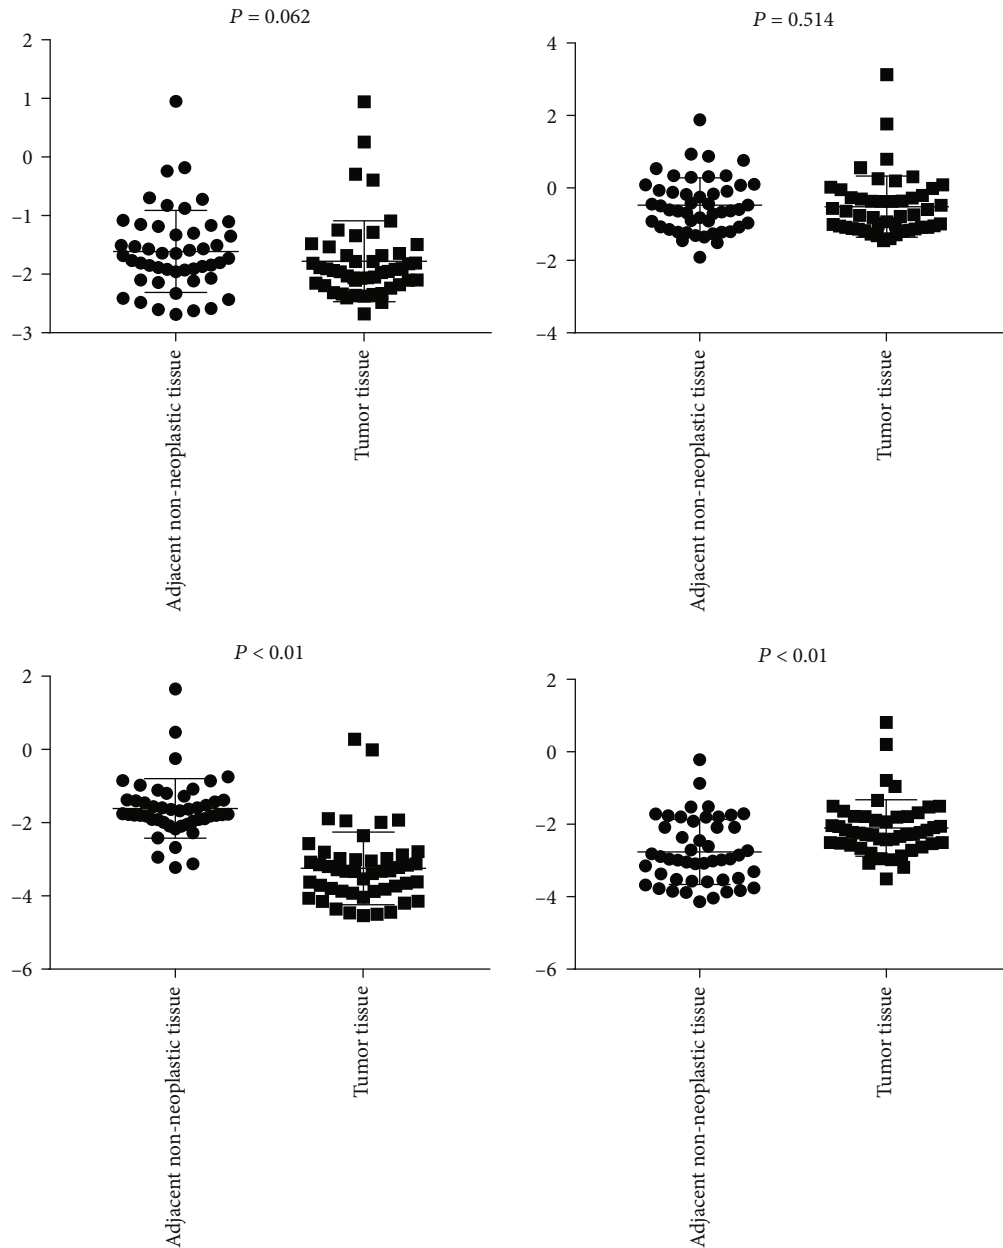 P = 0.062
2
1
0
−1
−2
−3
Adjacent non-neoplastic tissue
Tumor tissue
P = 0.514
4
2
0
−2
−4
Adjacent non-neoplastic tissue
Tumor tissue
P < 0.01
2
0
−2
−4
−6
Adjacent non-neoplastic tissue
Tumor tissue
P < 0.01
2
0
−2
−4
−6
Adjacent non-neoplastic tissue
Tumor tissue